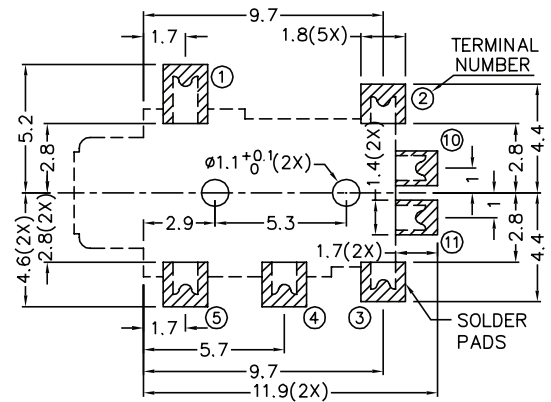 9.7
1.7
1.8(5X)
TERMINAL
NUMBER
1
2
5.2
2.8
ø1.1 +0.1 0 (2X)
1.4(2X)
10
1
2.8
4.4
2.9
5.3
4.6(2X)
2.8(2X)
1
2.8
4.4
1.7(2X)
11
5
4
3
1.7
SOLDER
PADS
5.7
9.7
11.9(2X)